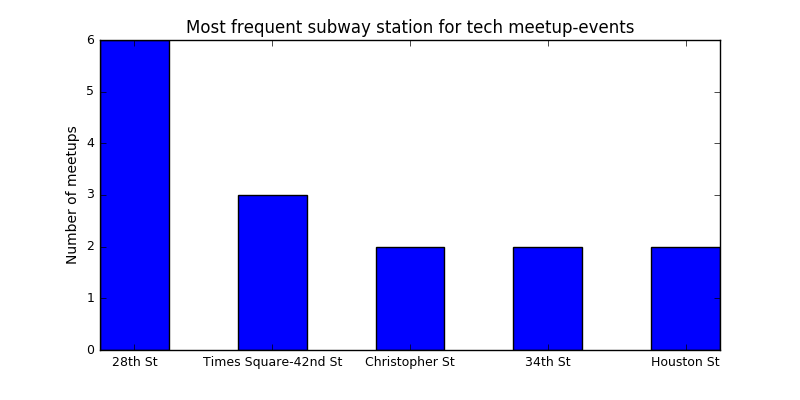 Most frequent subway station for tech meetup-events
Number of meetups
6
5
4
3
2
1
0
28th St Times Square-42nd St Christopher St 34th St Houston St